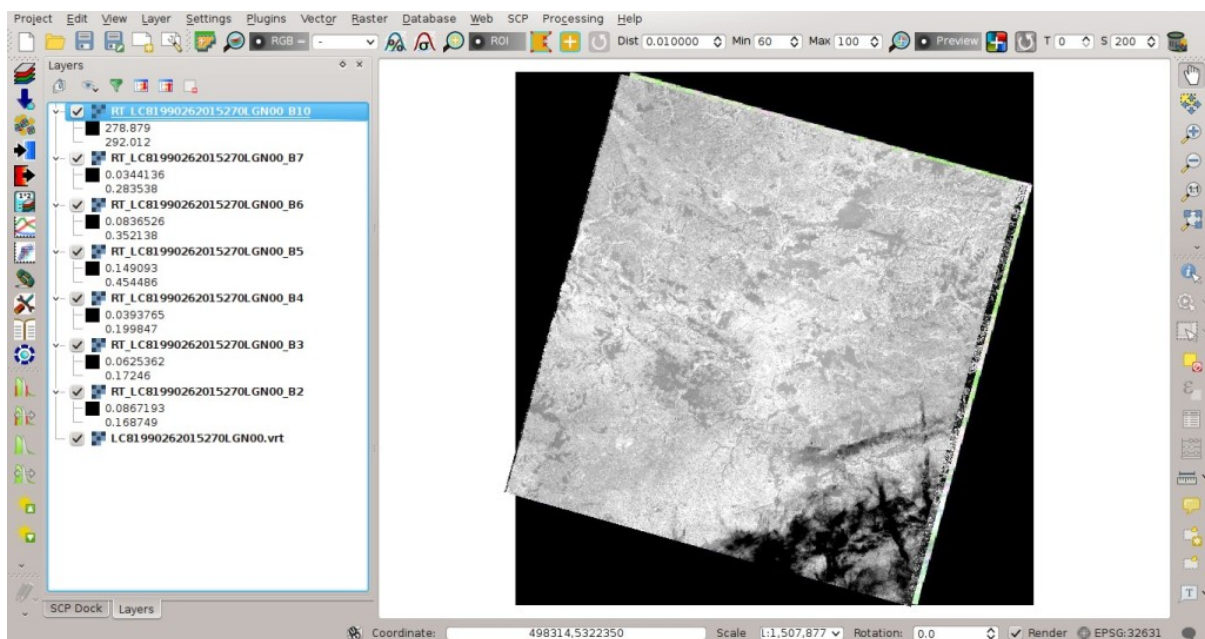 Project Edit View Layer Settings Plugins Vector Raster Database Web SCP Processing Help
RGB = - ROI Dist 0.010000 Min 60 Max 100 Preview T 0 S 200
Layers
RT_LC81990262015270LGN00_B10
278.879
292.012
RT_LC81990262015270LGN00_B7
0.0344136
0.283538
RT_LC81990262015270LGN00_B6
0.0836526
0.352138
RT_LC81990262015270LGN00_B5
0.149093
0.454486
RT_LC81990262015270LGN00_B4
0.0393765
0.199847
RT_LC81990262015270LGN00_B3
0.0625362
0.17246
RT_LC81990262015270LGN00_B2
0.0867193
0.168749
LC81990262015270LGN00.vrt
SCP Dock Layers
Coordinate: 498314,5322350 Scale 1:1,507,877 Rotation: 0.0 Render EPSG:32631